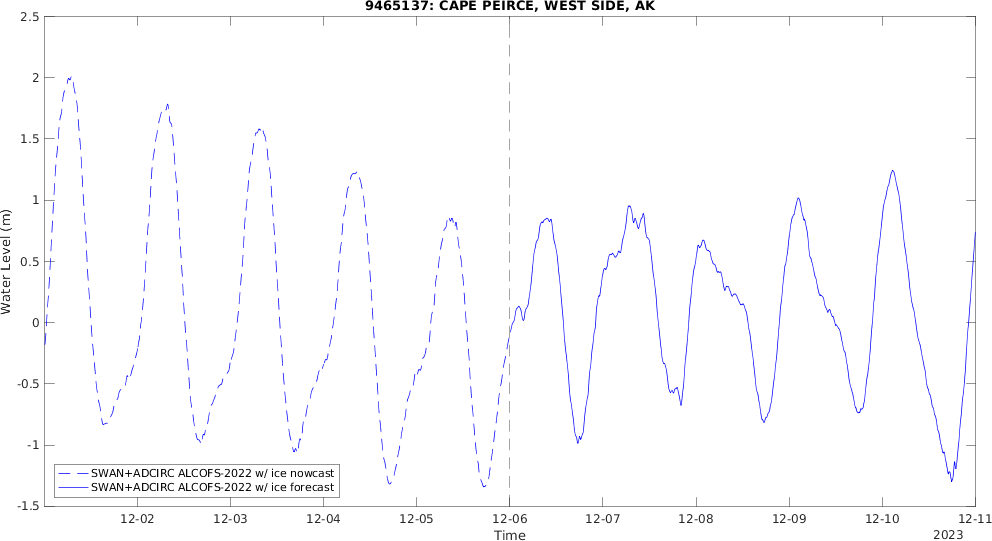 9465137: CAPE PEIRCE, WEST SIDE, AK
2.5
2
1.5
1
0.5
0
-0.5
-1
-1.5
Water Level (m)
SWAN+ADCIRC ALCOFS-2022 w/ ice nowcast
SWAN+ADCIRC ALCOFS-2022 w/ ice forecast
12-02 12-03 12-04 12-05 12-06 12-07 12-08 12-09 12-10 12-11
Time
2023